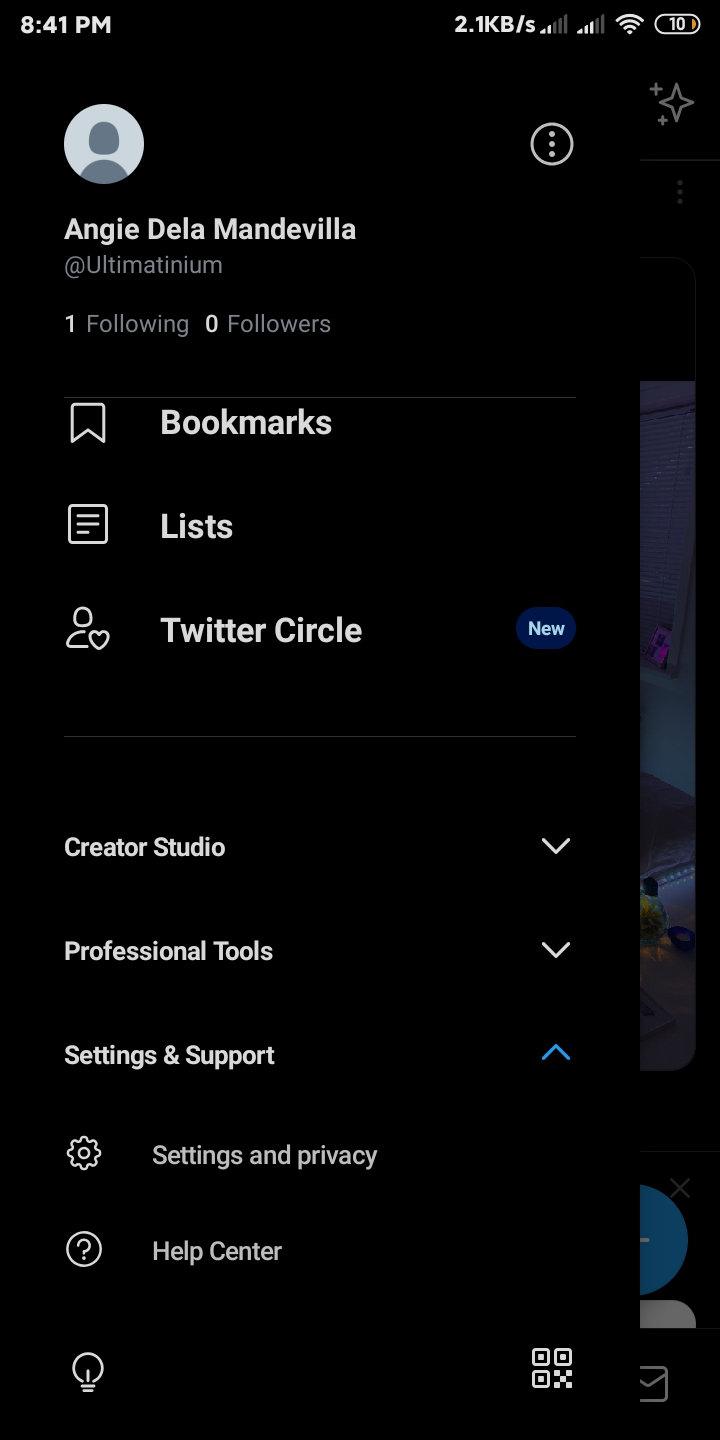 8:41 PM 2.1KB/s 10
Angie Dela Mandevilla
@Ultimatinium
1 Following 0 Followers
Bookmarks
Lists
Twitter Circle New
Creator Studio
Professional Tools
Settings & Support
Settings and privacy
Help Center